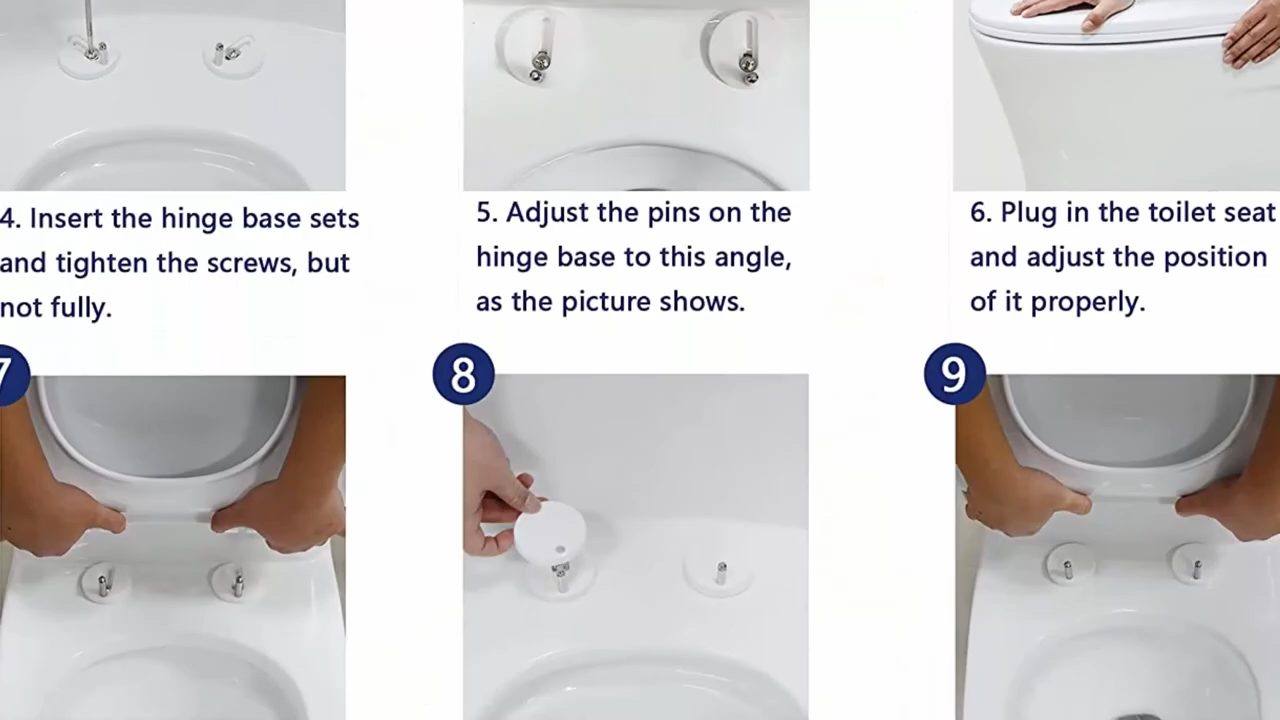 4. Insert the hinge base sets
and tighten the screws, but
not fully.
5. Adjust the pins on the
hinge base to this angle,
as the picture shows.
6. Plug in the toilet seat
and adjust the position
of it properly.
7
8
9